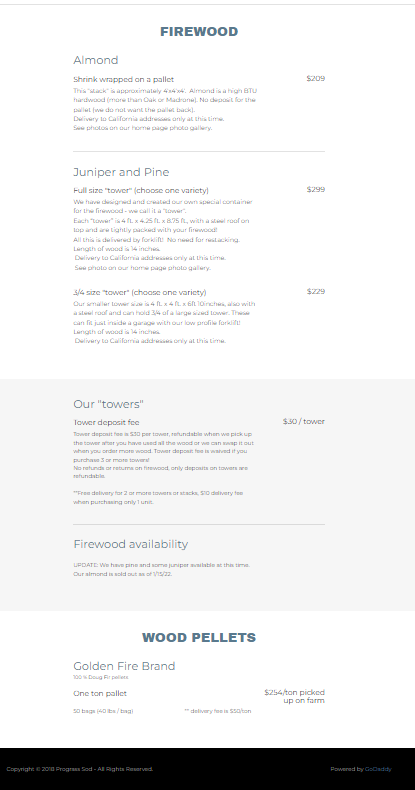 FIREWOOD
Almond
Shrink wrapped on a pallet $209
This "stack" is approximately 4'x4'x4'. Almond is a high BTU
hardwood (more than Oak or Madrone). No deposit for the
pallet (we do not want the pallet back).
Delivery to California addresses only at this time.
See photos on our home page photo gallery.
Juniper and Pine
Full size "tower" (choose one variety) $299
We have designed and created our own special container
for the firewood - we call it a "tower".
Each "tower" is 4 ft. x 4.25 ft. x 8.75 ft., with a steel roof on
top and are tightly packed with your firewood!
All this is delivered by forklift! No need for restacking.
Length of wood is 14 inches.
Delivery to California addresses only at this time.
See photo on our home page photo gallery.
3/4 size "tower" (choose one variety) $229
Our smaller tower size is 4 ft. x 4 ft. x 6ft 10inches, also with
a steel roof and can hold 3/4 of a large sized tower. These
can fit just inside a garage with our low profile forklift!
Length of wood is 14 inches.
Delivery to California addresses only at this time.
Our "towers"
Tower deposit fee $30 / tower
Tower deposit fee is $30 per tower, refundable when we pick up
the tower after you have used all the wood or we can swap it out
when you order more wood. Tower deposit fee is waived if you
purchase 3 or more towers!
No refunds or returns on firewood, only deposits on towers are
refundable.
**Free delivery for 2 or more towers or stacks, $10 delivery fee
when purchasing only 1 unit.
Firewood availability
UPDATE: We have pine and some juniper available at this time.
Our almond is sold out as of 1/15/22.
WOOD PELLETS
Golden Fire Brand
100 % Doug Fir pellets
One ton pallet $254/ton picked
up on farm
50 bags (40 lbs / bag) ** delivery fee is $50/ton
Copyright © 2018 Progress Sod - All Rights Reserved. Powered by GoDaddy